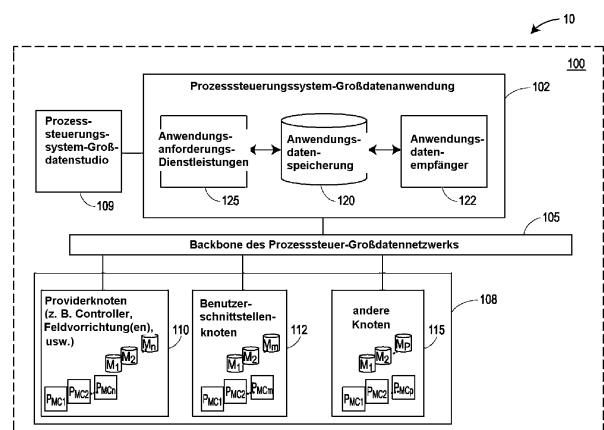 10
100
Prozesssteuerungssystem-Großdatenanwendung
102
Prozess-
steuerungs-
system-Groß-
datenstudio
109
Anwendungs-
anforderungs-
Dienstleistungen
125
Anwendungs-
daten-
speicherung
120
Anwendungs-
daten-
empfänger
122
105
Backbone des Prozesssteuer-Großdatennetzwerks
108
Providerknoten
(z. B. Controller,
Feldvorrichtung(en),
usw.)
110
M1 M2 Mn
PMC1 PMC2 PMCn
Benutzer-
schnittstellen-
knoten
112
M1 M2 Mm
PMC1 PMC2 PMCm
andere
Knoten
115
M1 M2 MP
PMC1 PMC2 PMCp